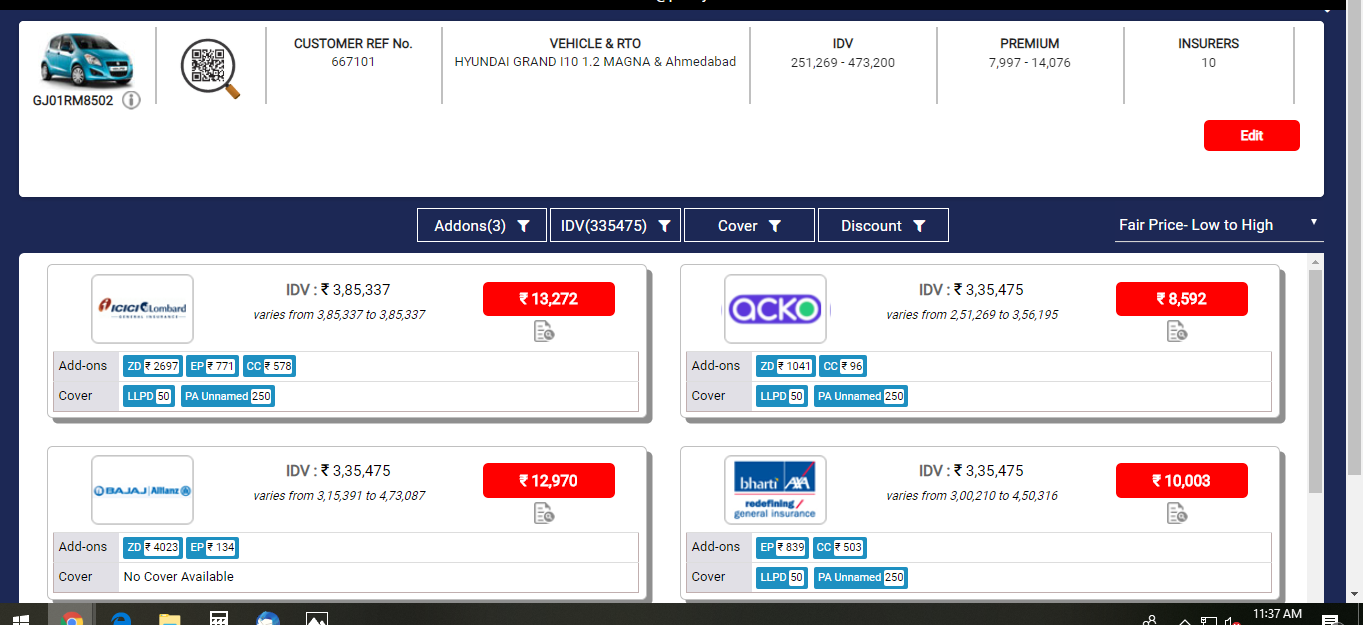 CUSTOMER REF No.
667101
VEHICLE & RTO
HYUNDAI GRAND I10 1.2 MAGNA & Ahmedabad
IDV
251,269 - 473,200
PREMIUM
7,997 - 14,076
INSURERS
10
GJ01RM8502
Edit
Addons(3)
IDV(335475)
Cover
Discount
Fair Price- Low to High
ICICI Lombard
GENERAL INSURANCE
IDV : ₹ 3,85,337
varies from 3,85,337 to 3,85,337
₹ 13,272
Add-ons
ZD ₹ 2697 EP ₹ 771 CC ₹ 578
Cover
LLPD 50 PA Unnamed 250
ACKO
IDV : ₹ 3,35,475
varies from 2,51,269 to 3,56,195
₹ 8,592
Add-ons
ZD ₹ 1041 CC ₹ 96
Cover
LLPD 50 PA Unnamed 250
BAJAJ Allianz
IDV : ₹ 3,35,475
varies from 3,15,391 to 4,73,087
₹ 12,970
Add-ons
ZD ₹ 4023 EP ₹ 134
Cover
No Cover Available
bharti AXA
redefining /
general insurance
IDV : ₹ 3,35,475
varies from 3,00,210 to 4,50,316
₹ 10,003
Add-ons
EP ₹ 839 CC ₹ 503
Cover
LLPD 50 PA Unnamed 250
11:37 AM